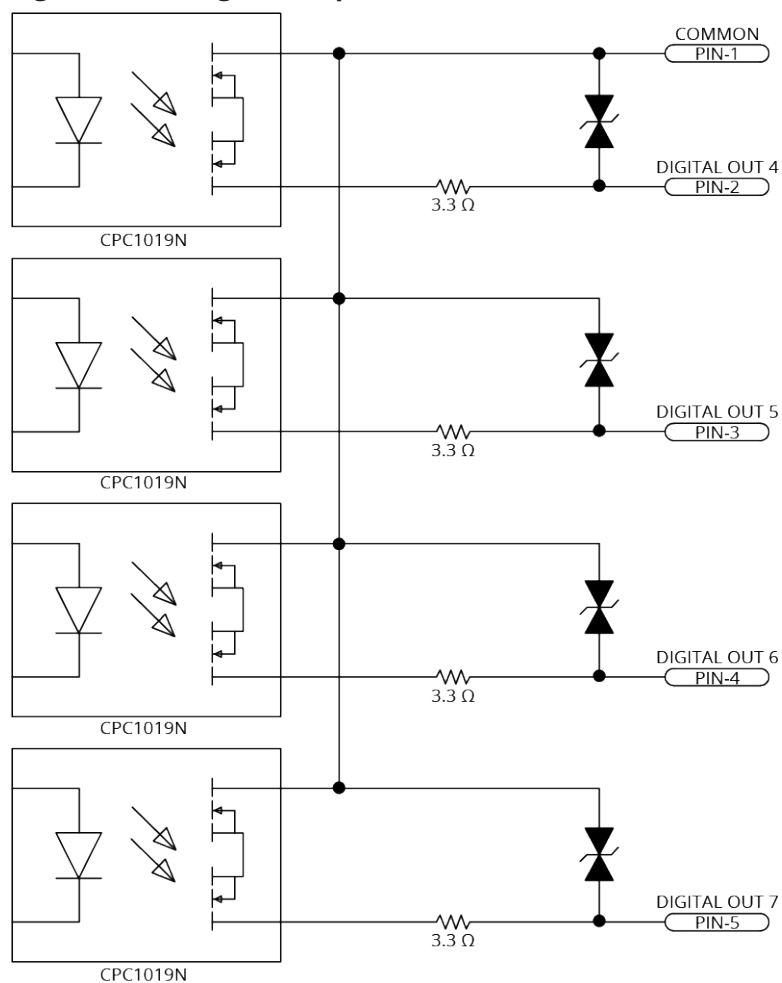 COMMON
PIN-1
DIGITAL OUT 4
PIN-2
3.3 Ω
CPC1019N
DIGITAL OUT 5
PIN-3
3.3 Ω
CPC1019N
DIGITAL OUT 6
PIN-4
3.3 Ω
CPC1019N
DIGITAL OUT 7
PIN-5
3.3 Ω
CPC1019N